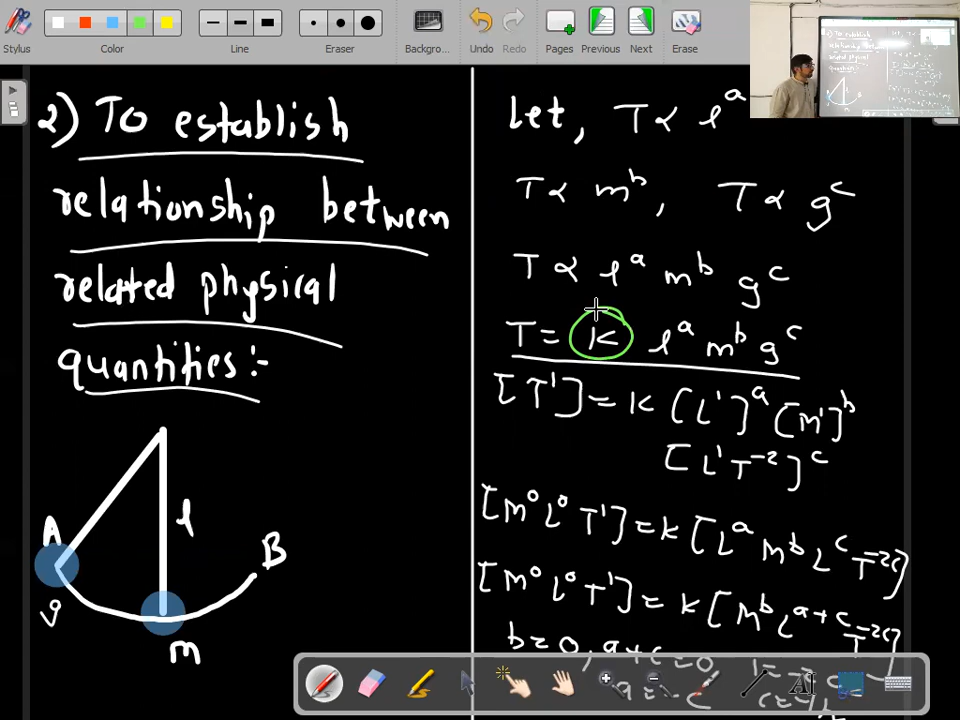 Stylus
Color
Line
Eraser
Backgro...
Undo
Redo
Pages
Previous
Next
Erase
2) To establish
relationship between
related physical
quantities :-
A
l
B
m
Let, T ∝ l^a
T ∝ m^b, T ∝ g^c
T ∝ l^a m^b g^c
T = K l^a m^b g^c
[T^1] = K [L^1]^a [M^1]^b
[L^1 T^-2]^c
[M^0 L^0 T^1] = K [L^a M^b L^c T^-2c]
[M^0 L^0 T^1] = K [M^b L^a+c T^-2c]
b = 0, a + c = 0,